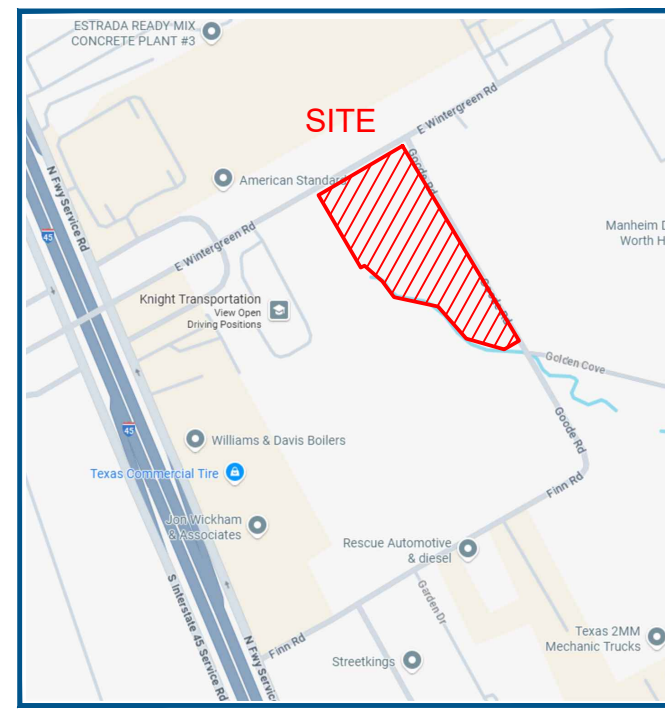 ESTRADA READY MIX
CONCRETE PLANT #3
SITE
E Wintergreen Rd
American Standard
Goode Rd
N Fwy Service Rd
45
E Wintergreen Rd
Manheim D
Worth H
Knight Transportation
View Open
Driving Positions
Goode Rd
Golden Cove
45
Williams & Davis Boilers
Goode Rd
Texas Commercial Tire
Finn Rd
Jon Wickham
& Associates
Rescue Automotive
& diesel
S Interstate 45 Service Rd
Garden Dr
Texas 2MM
Mechanic Trucks
N Fwy Service
Finn Rd
Streetkings